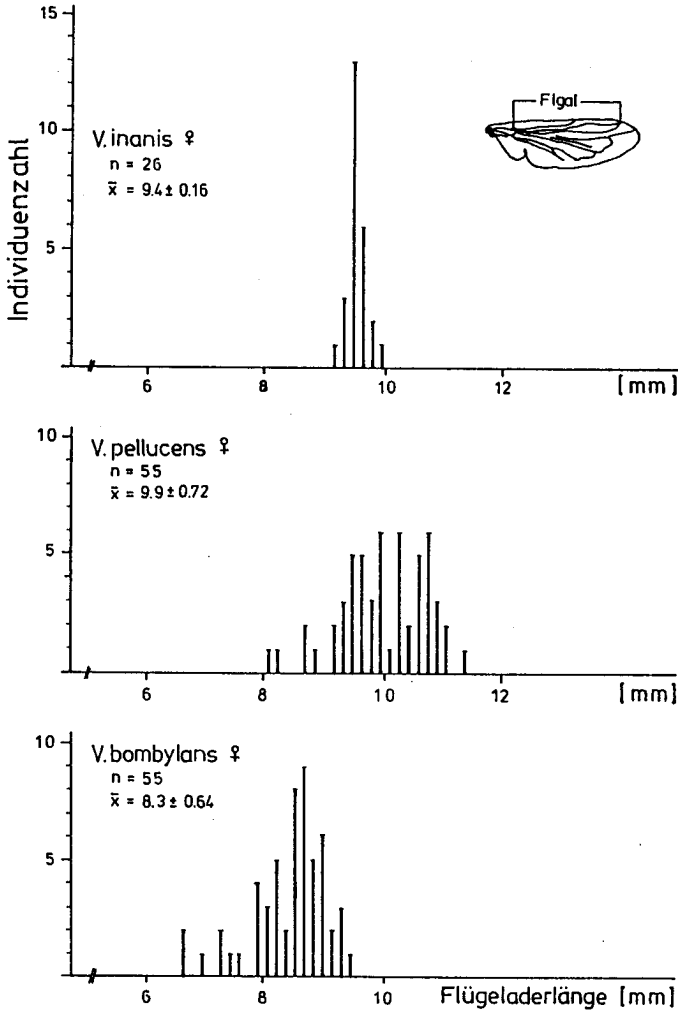 15
Flgal
Individuenzahl
10
V. inanis ♀
n = 26
x̄ = 9.4 ± 0.16
5
6 8 10 12 [mm]
10
V. pellucens ♀
n = 55
x̄ = 9.9 ± 0.72
5
6 8 10 12 [mm]
10
V. bombylans ♀
n = 55
x̄ = 8.3 ± 0.64
5
6 8 10 Flügeladerlänge [mm]